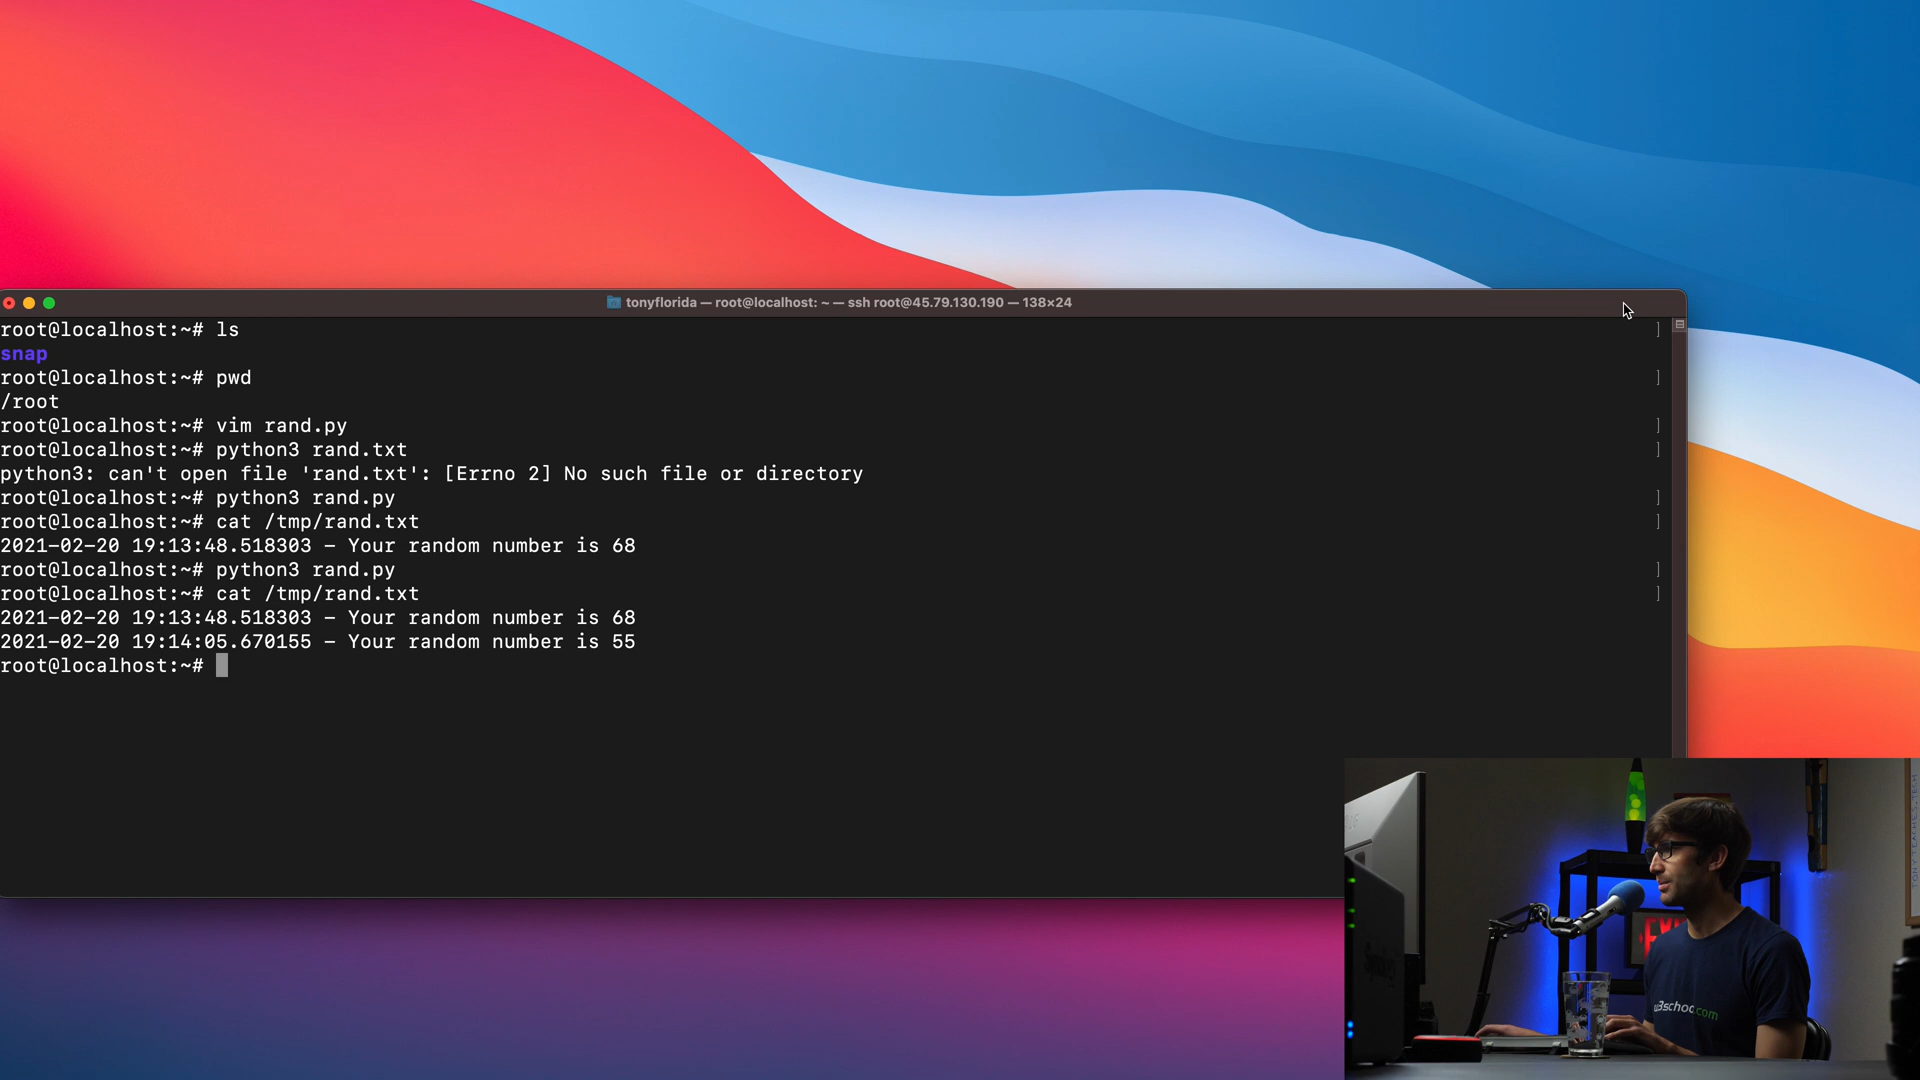 tonyflorida — root@localhost: ~ — ssh root@45.79.130.190 — 138×24
root@localhost:~# ls
snap
root@localhost:~# pwd
/root
root@localhost:~# vim rand.py
root@localhost:~# python3 rand.txt
python3: can't open file 'rand.txt': [Errno 2] No such file or directory
root@localhost:~# python3 rand.py
root@localhost:~# cat /tmp/rand.txt
2021-02-20 19:13:48.518303 - Your random number is 68
root@localhost:~# python3 rand.py
root@localhost:~# cat /tmp/rand.txt
2021-02-20 19:13:48.518303 - Your random number is 68
2021-02-20 19:14:05.670155 - Your random number is 55
root@localhost:~#
TONYTEACHES.TECH
w3schoo.com